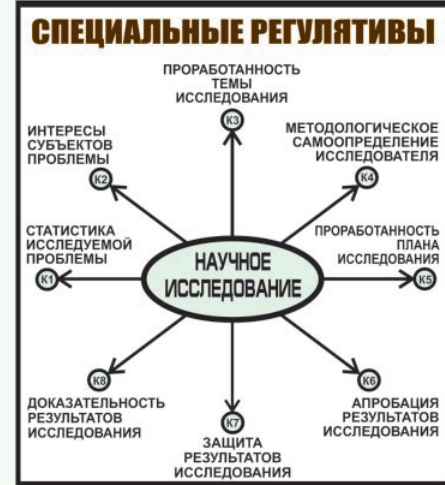 СПЕЦИАЛЬНЫЕ РЕГУЛЯТИВЫ
ПРОРАБОТАННОСТЬ
ТЕМЫ
ИССЛЕДОВАНИЯ
К3
ИНТЕРЕСЫ
СУБЪЕКТОВ
ПРОБЛЕМЫ
К2
МЕТОДОЛОГИЧЕСКОЕ
САМООПРЕДЕЛЕНИЕ
ИССЛЕДОВАТЕЛЯ
К4
СТАТИСТИКА
ИССЛЕДУЕМОЙ
ПРОБЛЕМЫ
К1
НАУЧНОЕ
ИССЛЕДОВАНИЕ
ПРОРАБОТАННОСТЬ
ПЛАНА
ИССЛЕДОВАНИЯ
К5
К8
ДОКАЗАТЕЛЬНОСТЬ
РЕЗУЛЬТАТОВ
ИССЛЕДОВАНИЯ
К7
ЗАЩИТА
РЕЗУЛЬТАТОВ
ИССЛЕДОВАНИЯ
К6
АПРОБАЦИЯ
РЕЗУЛЬТАТОВ
ИССЛЕДОВАНИЯ